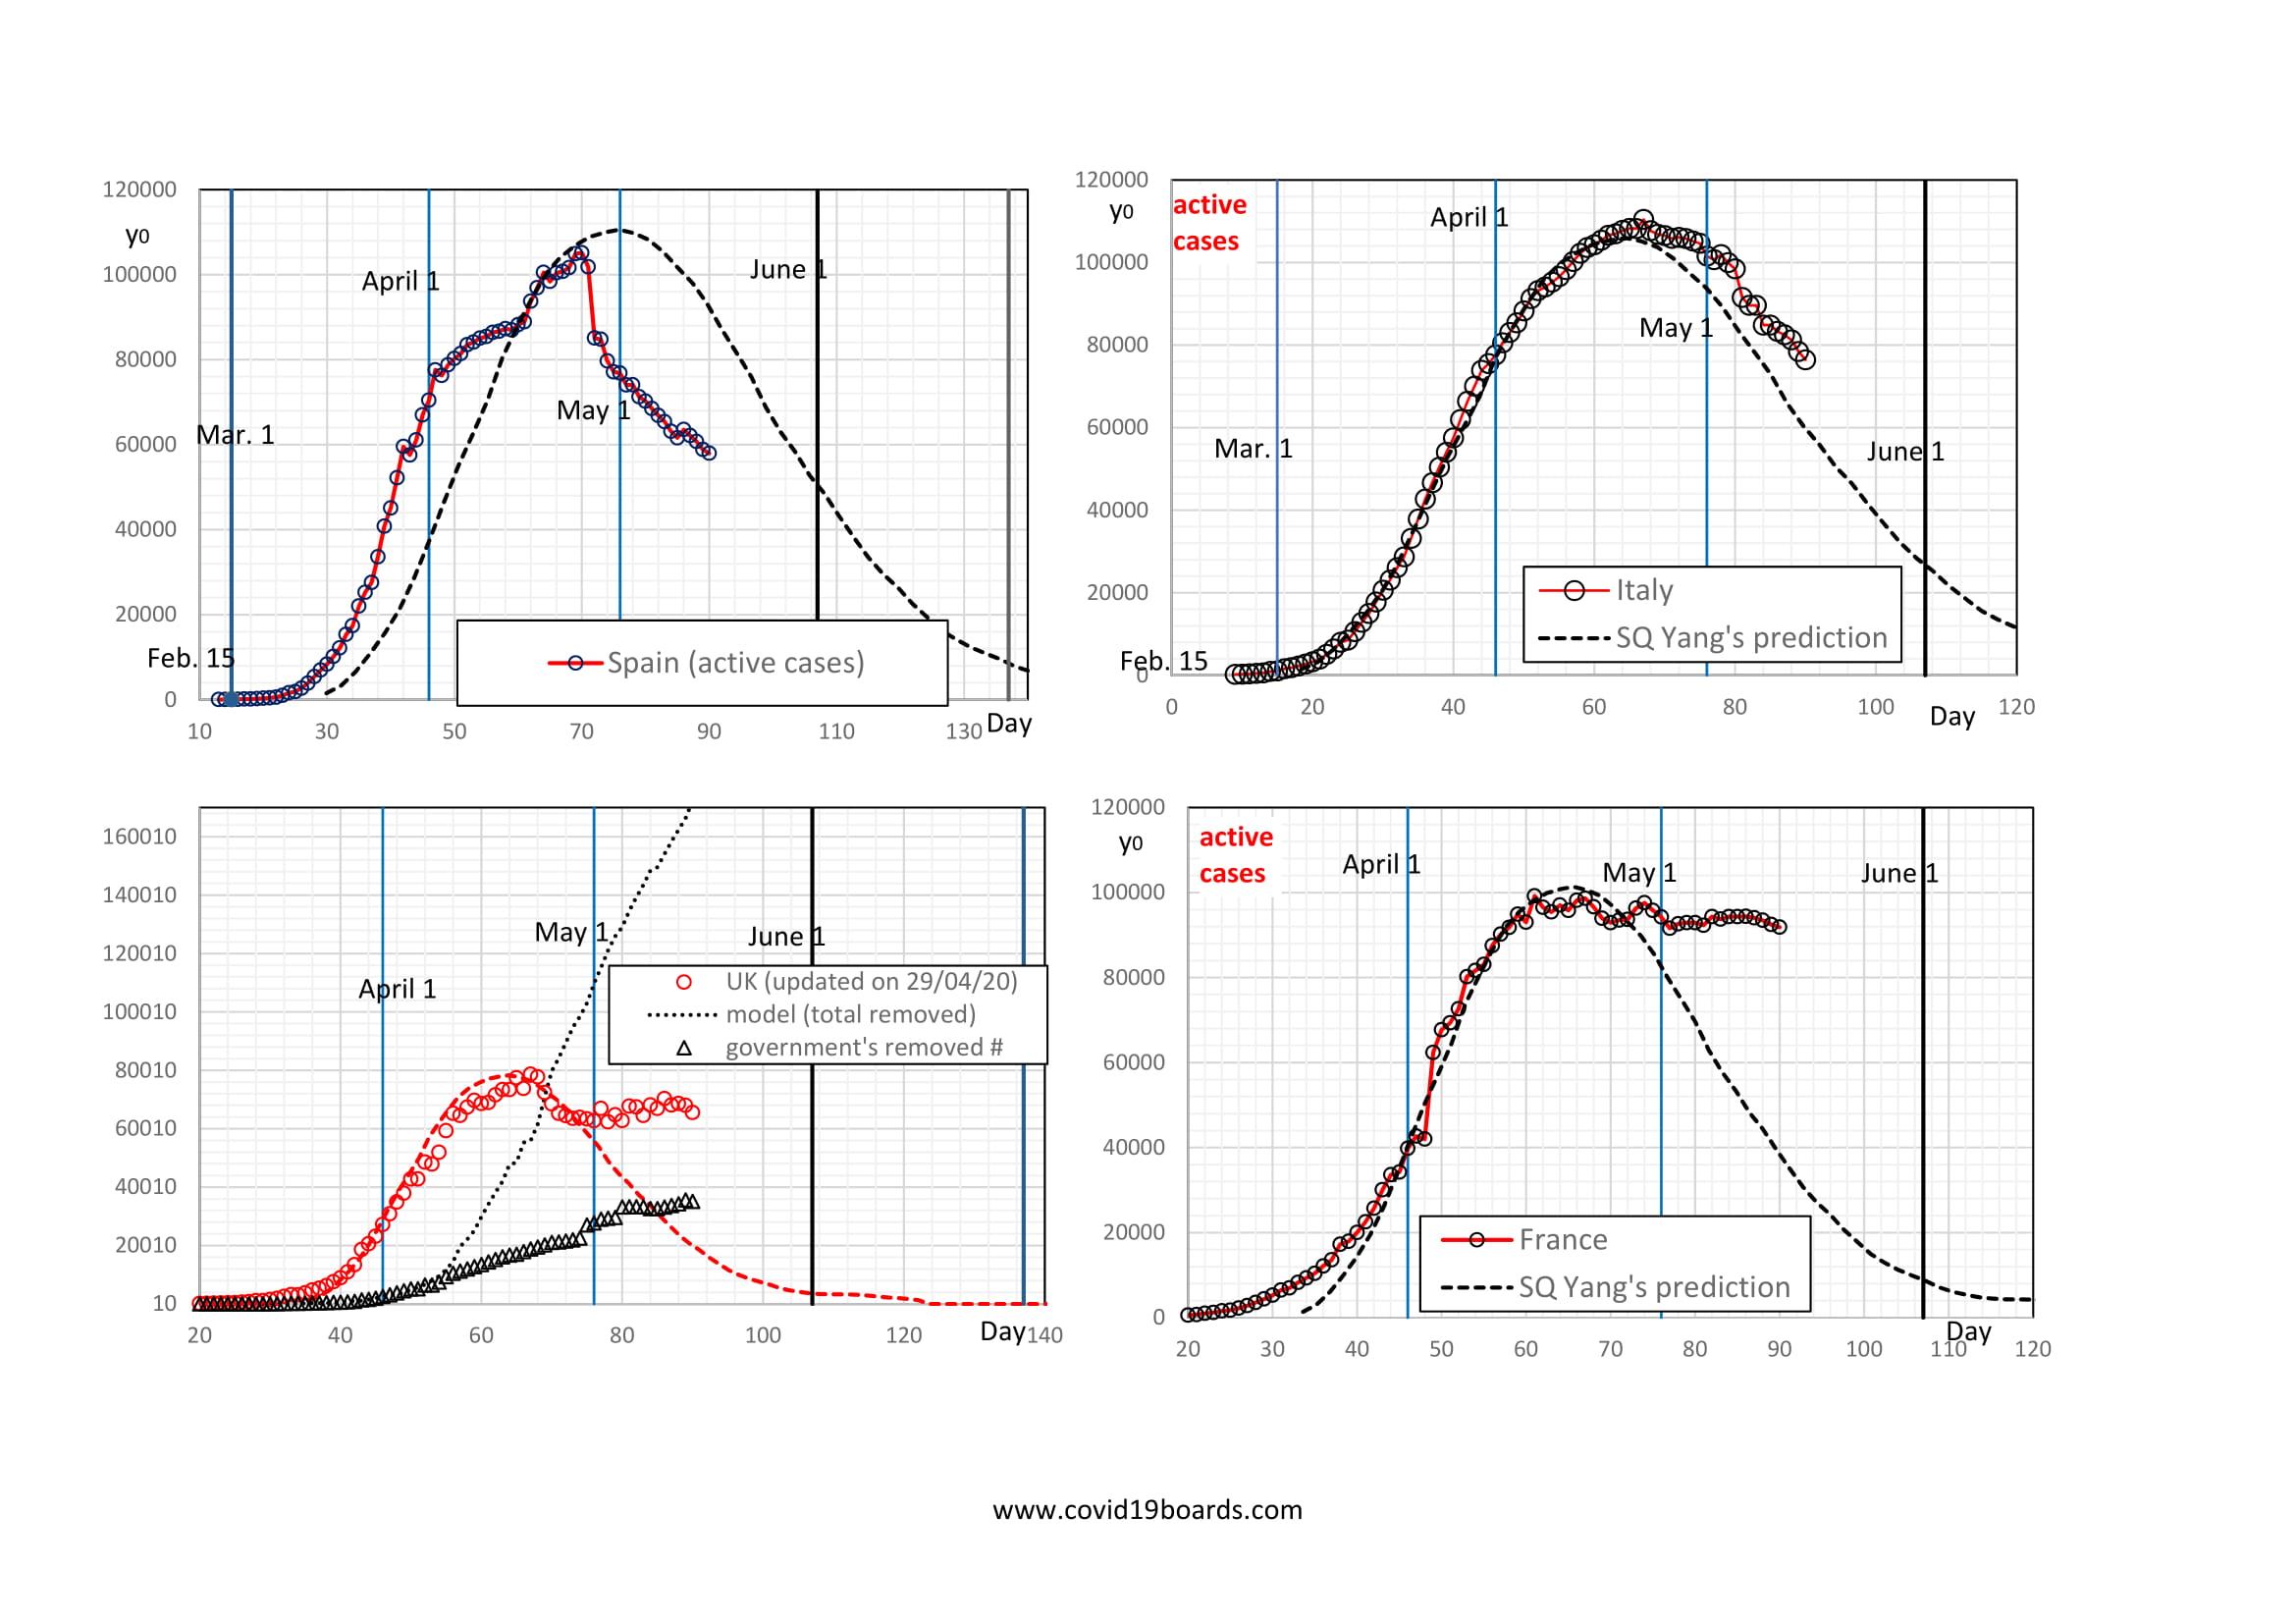 120000
y0
100000
80000
60000
40000
20000
0
April 1
June 1
Mar. 1
May 1
Feb. 15
Spain (active cases)
10 30 50 70 90 110 130 Day
120000
y0
100000
80000
60000
40000
20000
0
active
cases
April 1
May 1
Mar. 1
June 1
Feb. 15
Italy
SQ Yang's prediction
0 20 40 60 80 100 Day 120
160010
140010
120010
100010
80010
60010
40010
20010
10
May 1
June 1
April 1
UK (updated on 29/04/20)
model (total removed)
government's removed #
20 40 60 80 100 120 Day 140
120000
y0
100000
80000
60000
40000
20000
0
active
cases
April 1
May 1
June 1
France
SQ Yang's prediction
Day
20 30 40 50 60 70 80 90 100 110 120
www.covid19boards.com